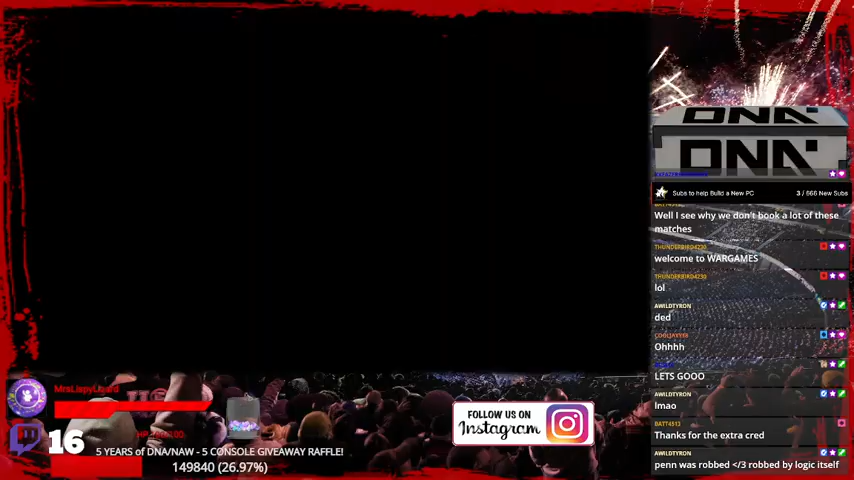 DNA
DNA
Subs to help Build a New PC
3 / 666 New Subs
Well I see why we don't book a lot of these
matches
THUNDERBIRD4230
welcome to WARGAMES
THUNDERBIRD4230
lol
AWILDTYRON
ded
Ohhhh
LETS GOOO
AWILDTYRON
lmao
BATT4513
Thanks for the extra cred
AWILDTYRON
penn was robbed </3 robbed by logic itself
MrsLispyLizard
16
5 YEARS of DNA/NAW - 5 CONSOLE GIVEAWAY RAFFLE!
149840 (26.97%)
FOLLOW US ON
Instagram